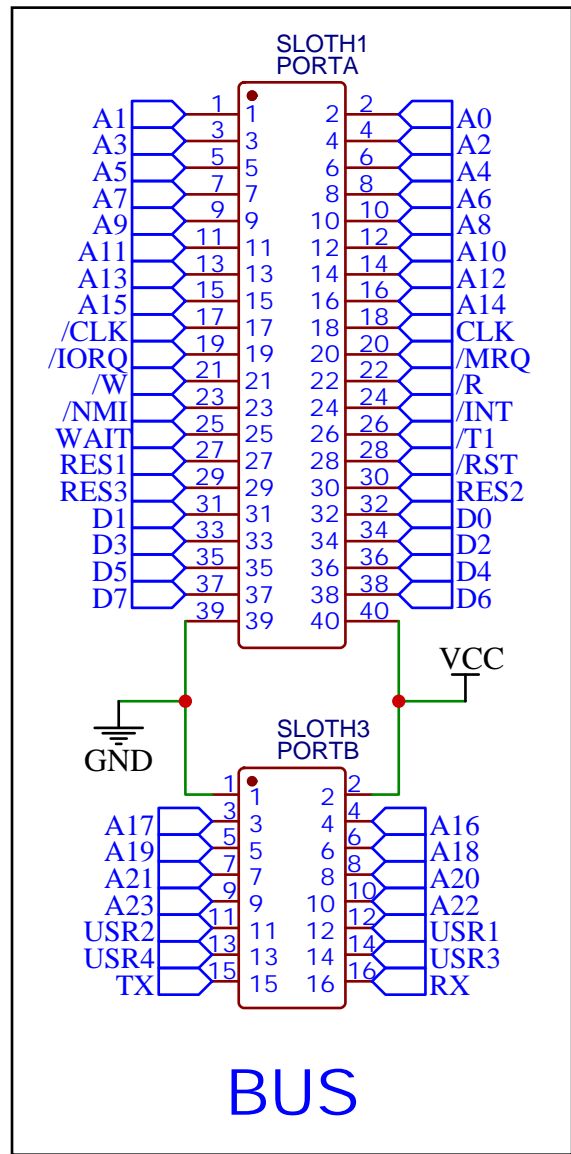 SLOTH1
PORTA
A1 1 1 2 2 A0
A3 3 3 4 4 A2
A5 5 5 6 6 A4
A7 7 7 8 8 A6
A9 9 9 10 10 A8
A11 11 11 12 12 A10
A13 13 13 14 14 A12
A15 15 15 16 16 A14
/CLK 17 17 18 18 CLK
/IORQ 19 19 20 20 /MRQ
/W 21 21 22 22 /R
/NMI 23 23 24 24 /INT
WAIT 25 25 26 26 /T1
RES1 27 27 28 28 /RST
RES3 29 29 30 30 RES2
D1 31 31 32 32 D0
D3 33 33 34 34 D2
D5 35 35 36 36 D4
D7 37 37 38 38 D6
39 39 40 40
VCC
GND
SLOTH3
PORTB
1 1 2 2
A17 3 3 4 4 A16
A19 5 5 6 6 A18
A21 7 7 8 8 A20
A23 9 9 10 10 A22
USR2 11 11 12 12 USR1
USR4 13 13 14 14 USR3
TX 15 15 16 16 RX
BUS